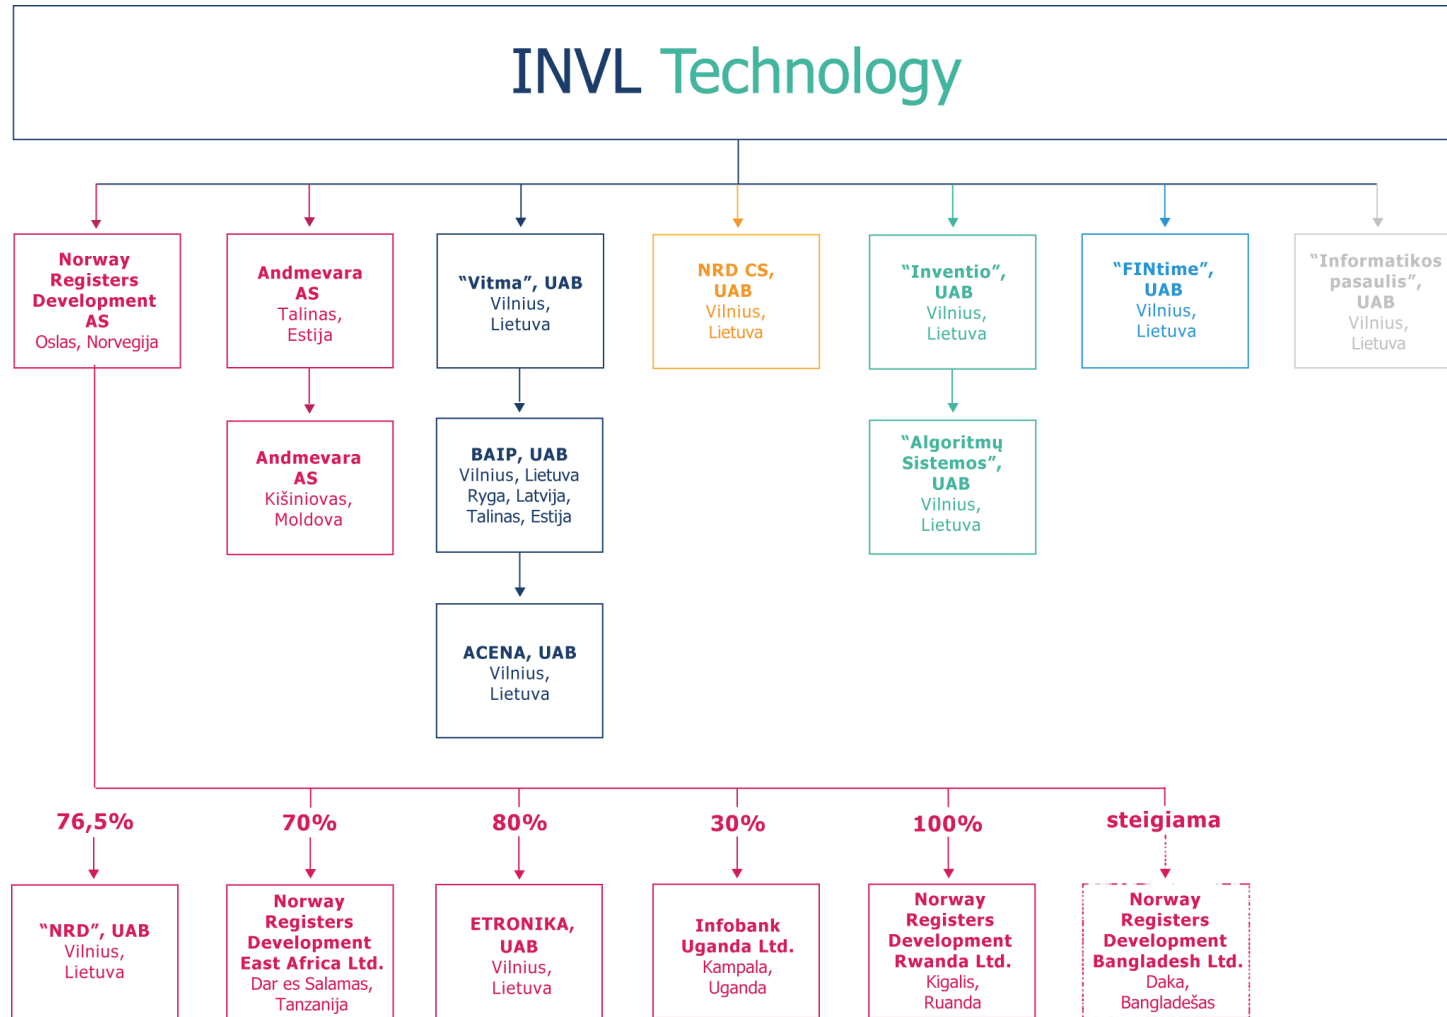 INVL Technology
Norway
Registers
Development
AS
Oslas, Norvegija
Andmevara
AS
Talinas,
Estija
“Vitma”, UAB
Vilnius,
Lietuva
NRD CS,
UAB
Vilnius,
Lietuva
“Inventio”,
UAB
Vilnius,
Lietuva
“FINtime”,
UAB
Vilnius,
Lietuva
“Informatikos
pasaulis”,
UAB
Vilnius,
Lietuva
Andmevara
AS
Kišiniovas,
Moldova
BAIP, UAB
Vilnius, Lietuva
Ryga, Latvija,
Talinas, Estija
“Algoritmų
Sistemos”,
UAB
Vilnius,
Lietuva
ACENA, UAB
Vilnius,
Lietuva
76,5%
70%
80%
30%
100%
steigiama
“NRD”, UAB
Vilnius,
Lietuva
Norway
Registers
Development
East Africa Ltd.
Dar es Salamas,
Tanzanija
ETRONIKA,
UAB
Vilnius,
Lietuva
Infobank
Uganda Ltd.
Kampala,
Uganda
Norway
Registers
Development
Rwanda Ltd.
Kigalis,
Ruanda
Norway
Registers
Development
Bangladesh Ltd.
Daka,
Bangladešas